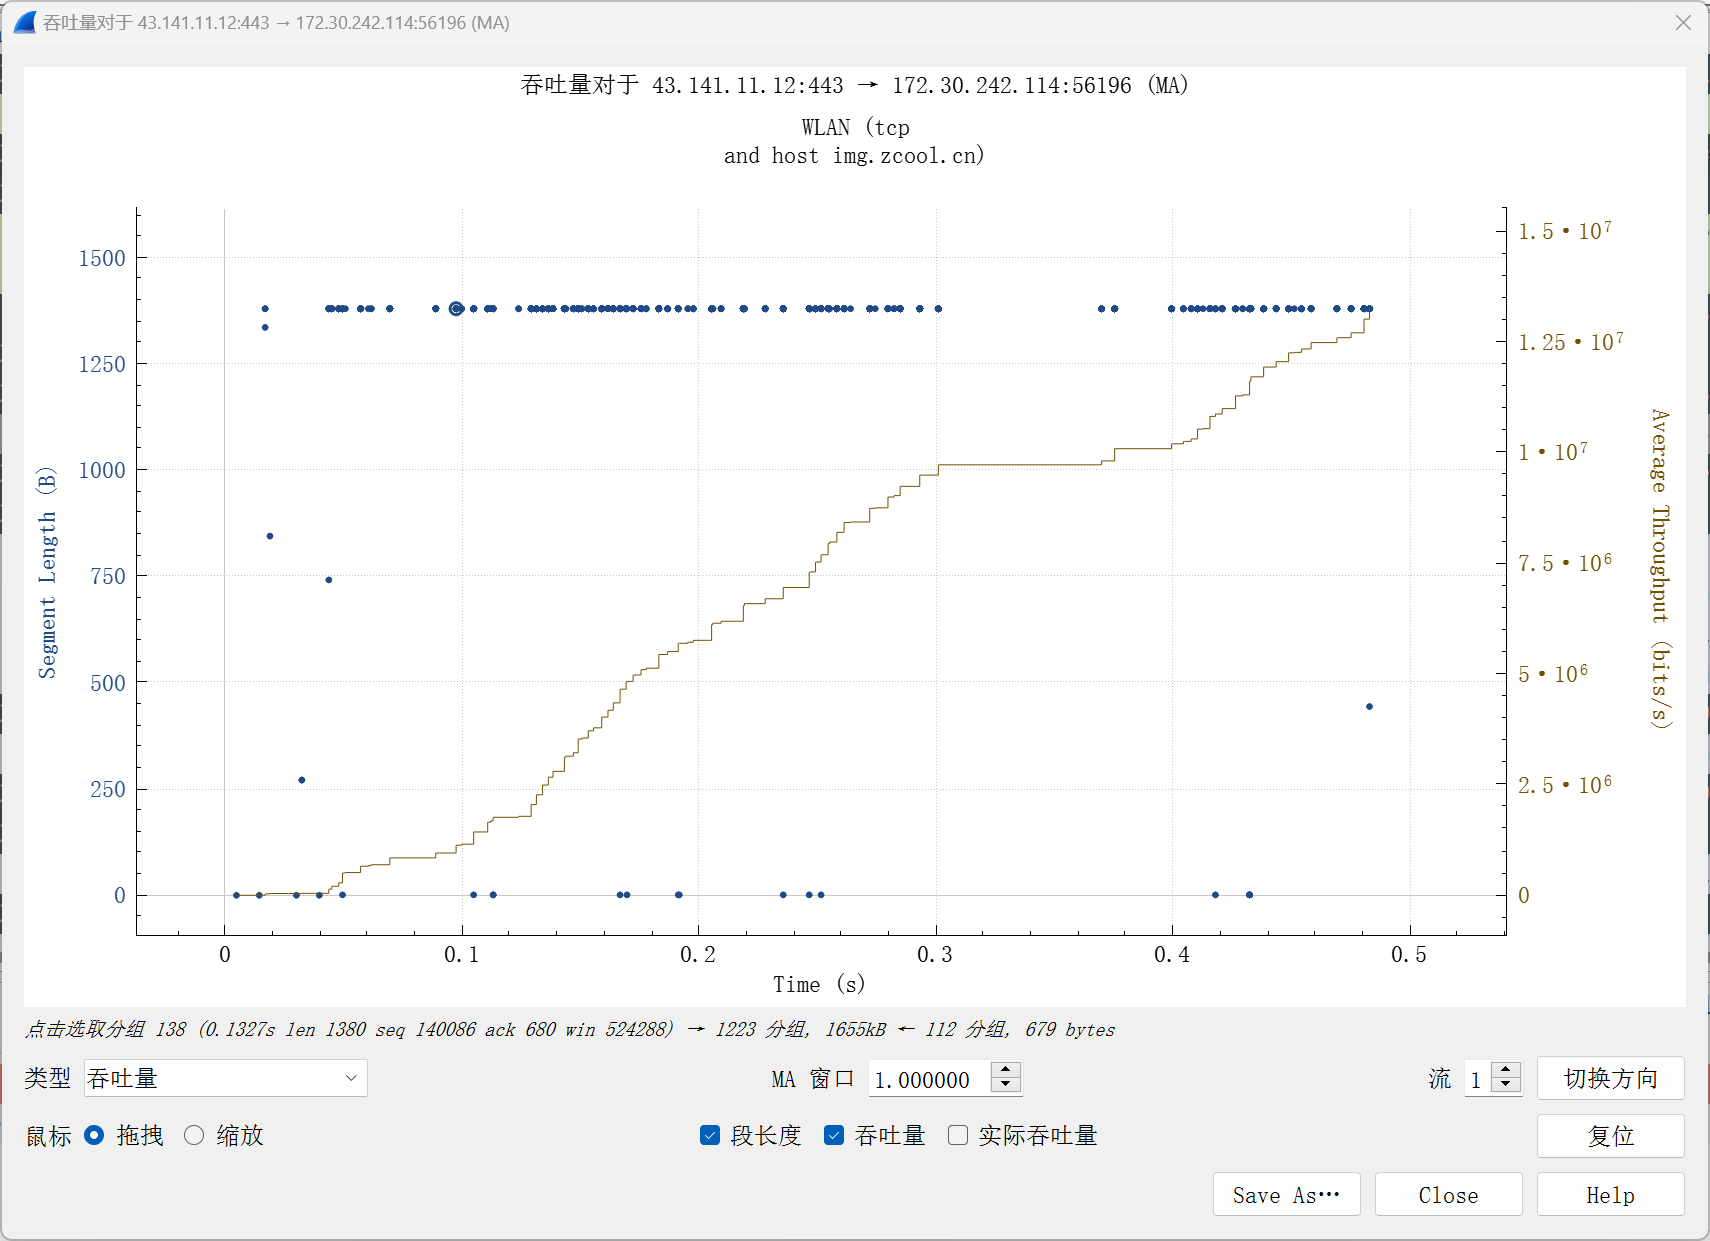 吞吐量对于 43.141.11.12:443 → 172.30.242.114:56196 (MA)
吞吐量对于 43.141.11.12:443 → 172.30.242.114:56196 (MA)
WLAN (tcp
and host img.zcool.cn)
1500
1250
1000
750
500
250
0
Segment Length (B)
1.5·10⁷
1.25·10⁷
1·10⁷
7.5·10⁶
5·10⁶
2.5·10⁶
0
Average Throughput (bits/s)
0 0.1 0.2 0.3 0.4 0.5
Time (s)
点击选取分组 138 (0.1327s len 1380 seq 140086 ack 680 win 524288) → 1223 分组, 1655kB ← 112 分组, 679 bytes
类型 吞吐量 MA 窗口 1.000000 流 1 切换方向
鼠标 拖拽 缩放 段长度 吞吐量 实际吞吐量 复位
Save As… Close Help